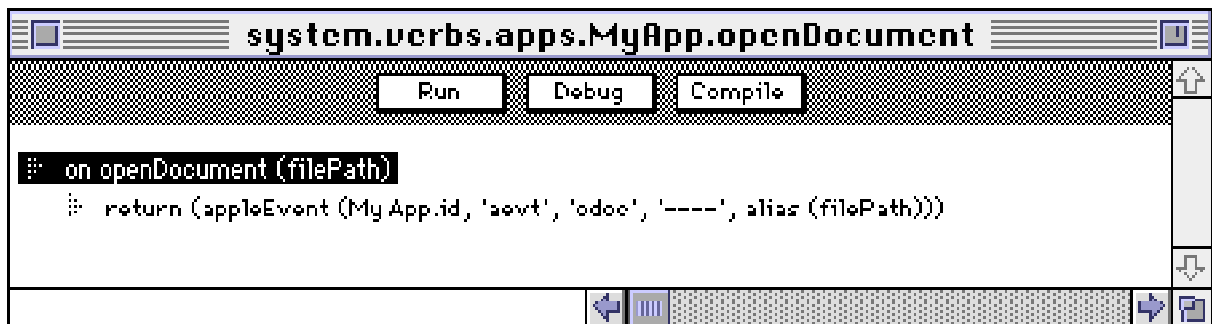 system.verbs.apps.MyApp.openDocument
Run Debug Compile
on openDocument (filePath)
return (appleEvent (MyApp.id, 'aevt', 'odoc', '----', alias (filePath)))